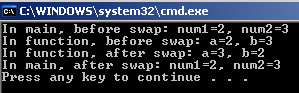 C:\WINDOWS\system32\cmd.exe
In main, before swap: num1=2, num2=3
In function, before swap: a=2, b=3
In function, after swap: a=3, b=2
In main, after swap: num1=2, num2=3
Press any key to continue . . .